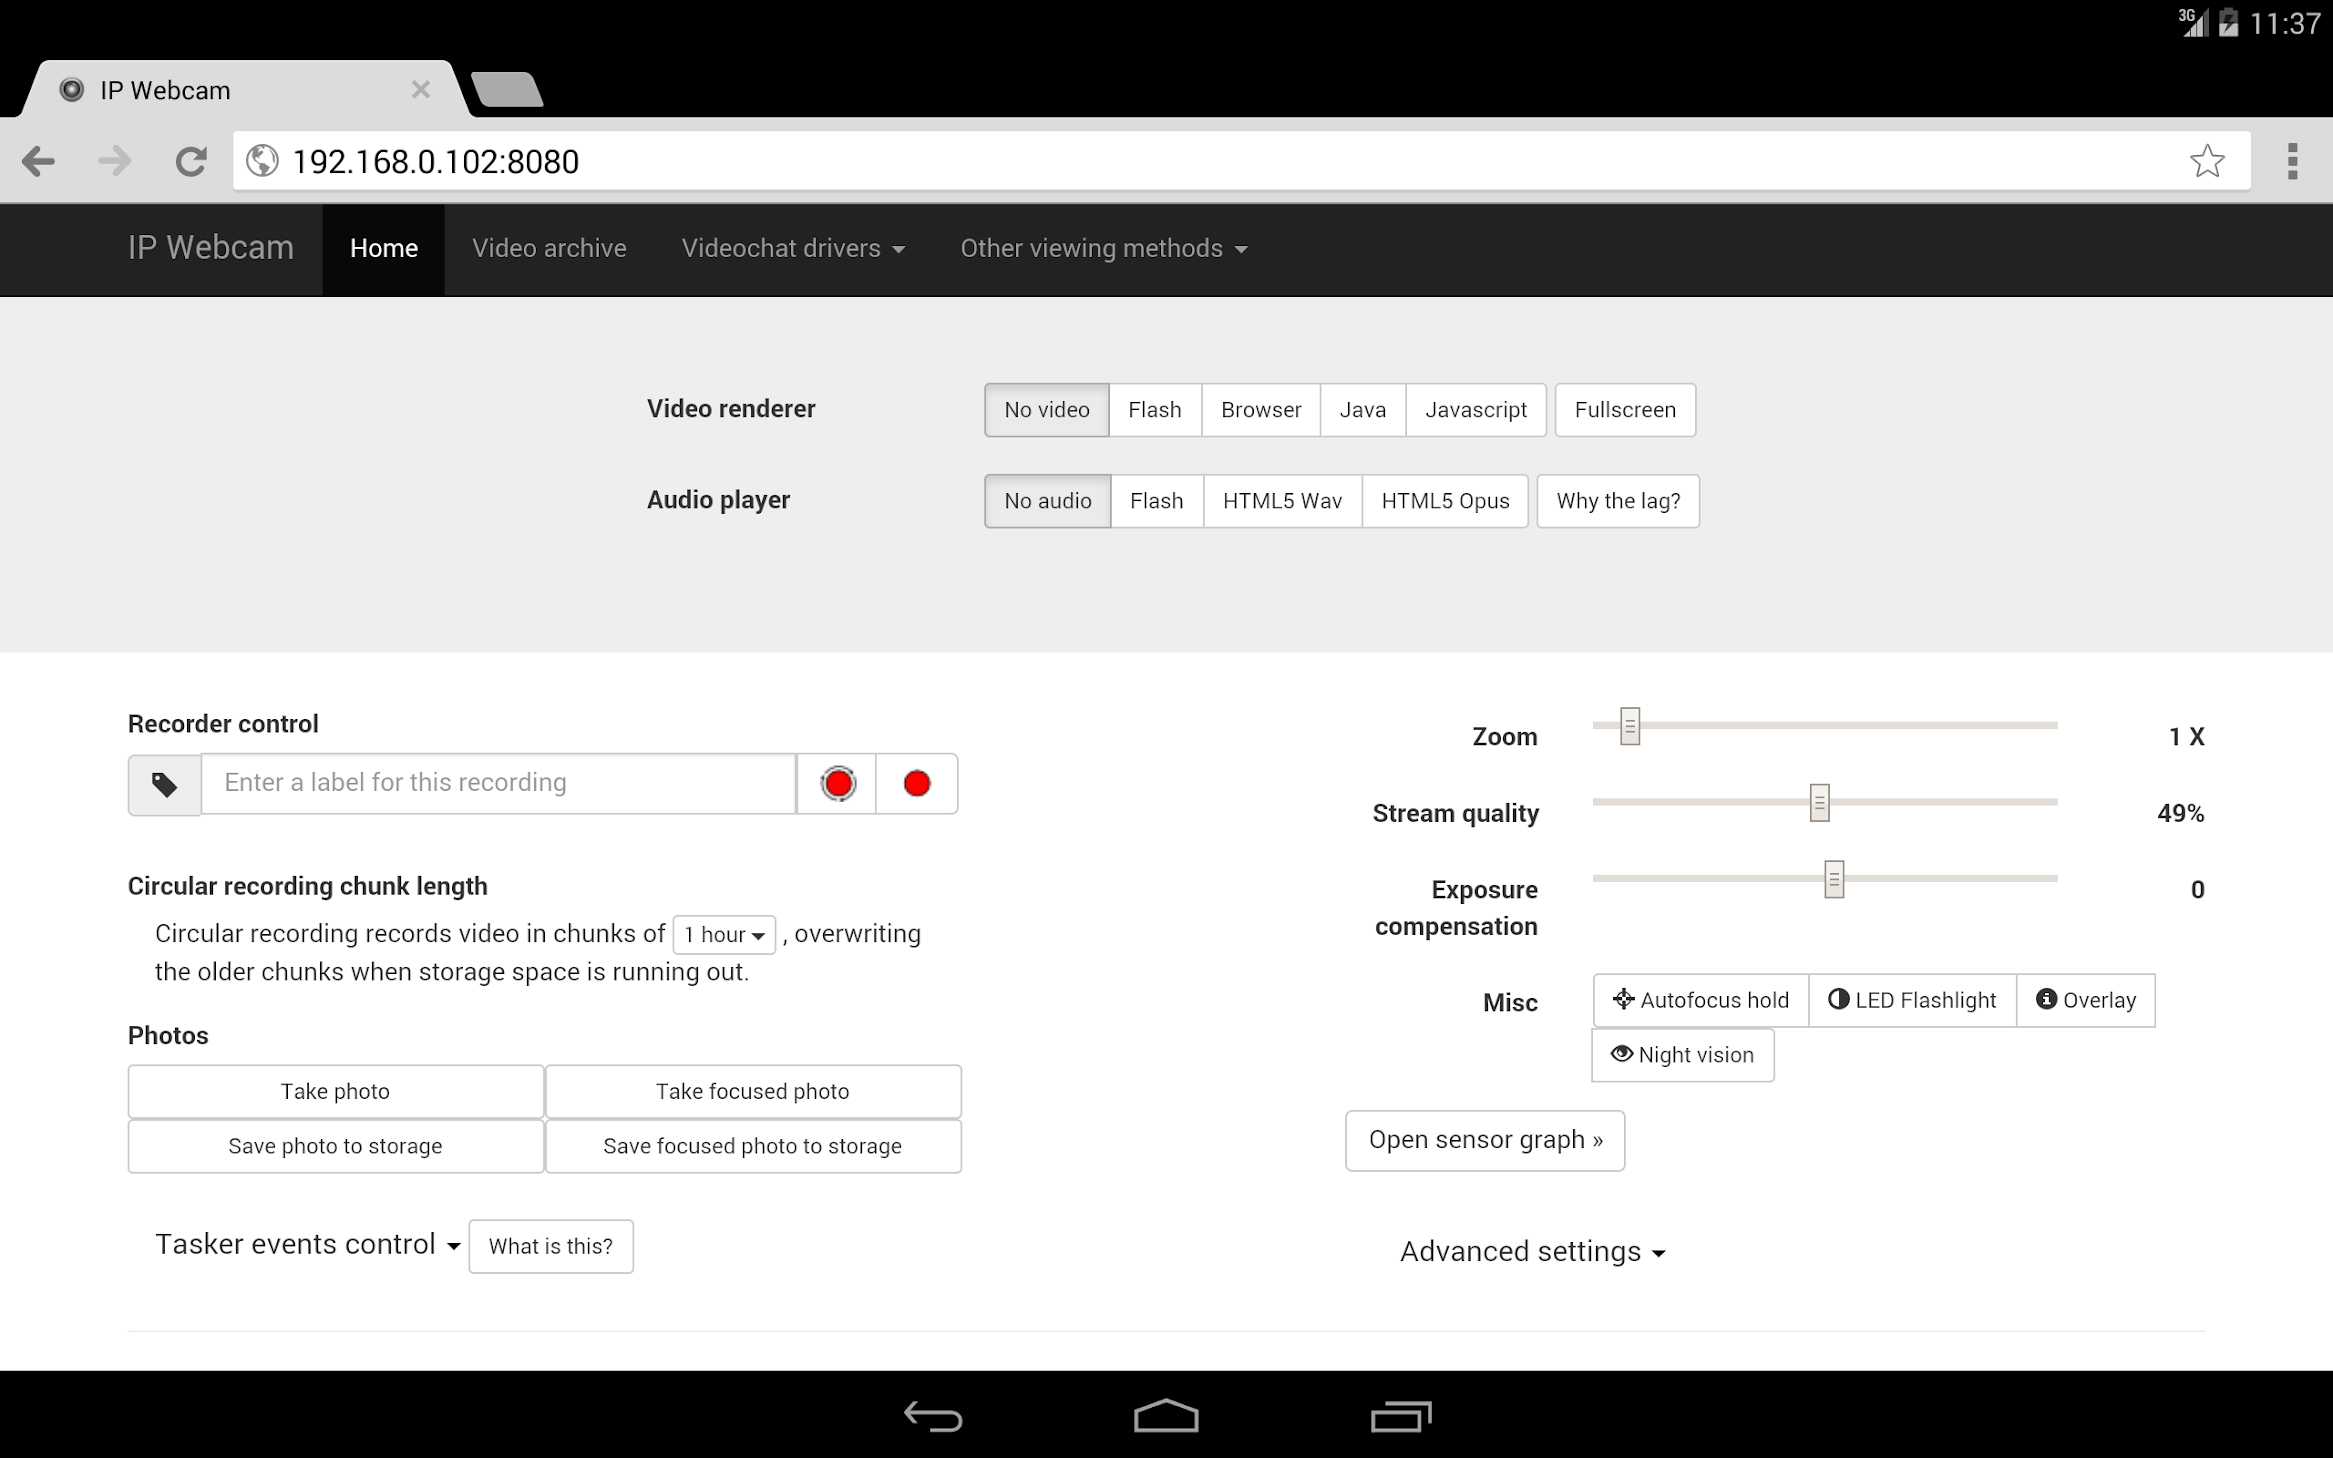 3G 11:37
IP Webcam
192.168.0.102:8080
IP Webcam Home Video archive Videochat drivers Other viewing methods
Video renderer No video Flash Browser Java Javascript Fullscreen
Audio player No audio Flash HTML5 Wav HTML5 Opus Why the lag?
Recorder control
Enter a label for this recording
Circular recording chunk length
Circular recording records video in chunks of 1 hour , overwriting
the older chunks when storage space is running out.
Photos
Take photo Take focused photo
Save photo to storage Save focused photo to storage
Tasker events control What is this?
Zoom 1 X
Stream quality 49%
Exposure 0
compensation
Misc Autofocus hold LED Flashlight Overlay
Night vision
Open sensor graph »
Advanced settings